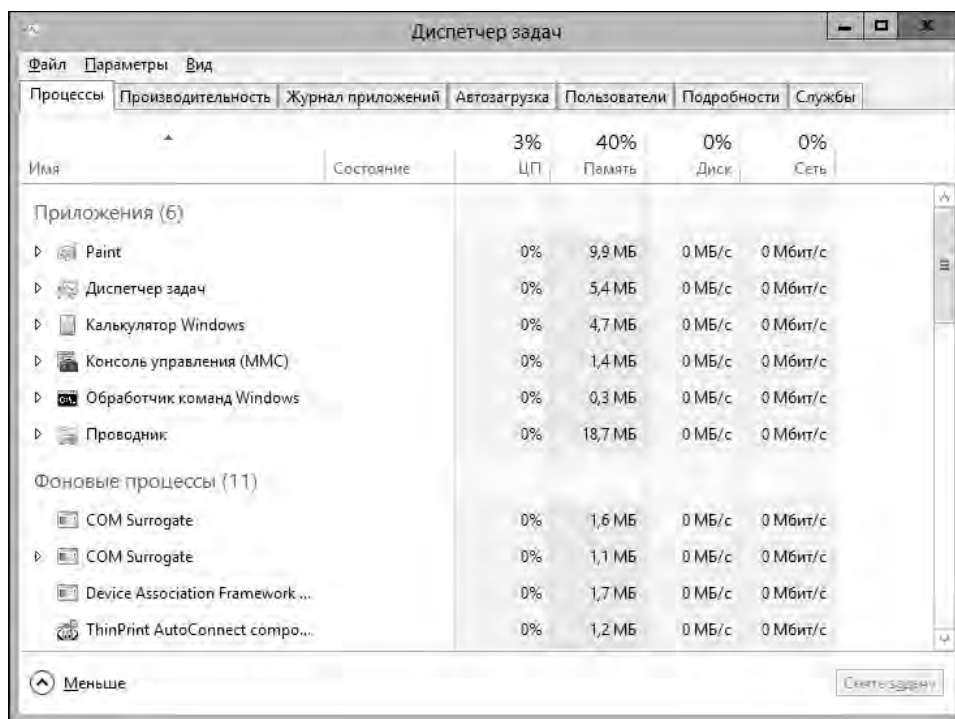 Диспетчер задач
Файл Параметры Вид
Процессы Производительность Журнал приложений Автозагрузка Пользователи Подробности Службы
3% 40% 0% 0%
Имя Состояние ЦП Память Диск Сеть
Приложения (6)
Paint 0% 9,9 МБ 0 МБ/с 0 Мбит/с
Диспетчер задач 0% 5,4 МБ 0 МБ/с 0 Мбит/с
Калькулятор Windows 0% 4,7 МБ 0 МБ/с 0 Мбит/с
Консоль управления (MMC) 0% 1,4 МБ 0 МБ/с 0 Мбит/с
Обработчик команд Windows 0% 0,3 МБ 0 МБ/с 0 Мбит/с
Проводник 0% 18,7 МБ 0 МБ/с 0 Мбит/с
Фоновые процессы (11)
COM Surrogate 0% 1,6 МБ 0 МБ/с 0 Мбит/с
COM Surrogate 0% 1,1 МБ 0 МБ/с 0 Мбит/с
Device Association Framework ... 0% 1,7 МБ 0 МБ/с 0 Мбит/с
ThinPrint AutoConnect compo... 0% 1,2 МБ 0 МБ/с 0 Мбит/с
Меньше Снять задачу